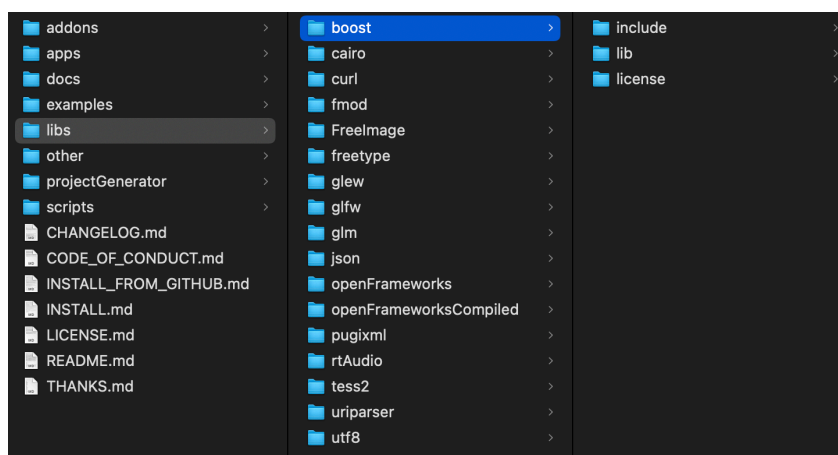 addons
apps
docs
examples
libs
other
projectGenerator
scripts
CHANGELOG.md
CODE_OF_CONDUCT.md
INSTALL_FROM_GITHUB.md
INSTALL.md
LICENSE.md
README.md
THANKS.md
boost
cairo
curl
fmod
FreeImage
freetype
glew
glfw
glm
json
openFrameworks
openFrameworksCompiled
pugixml
rtAudio
tess2
uriparser
utf8
include
lib
license